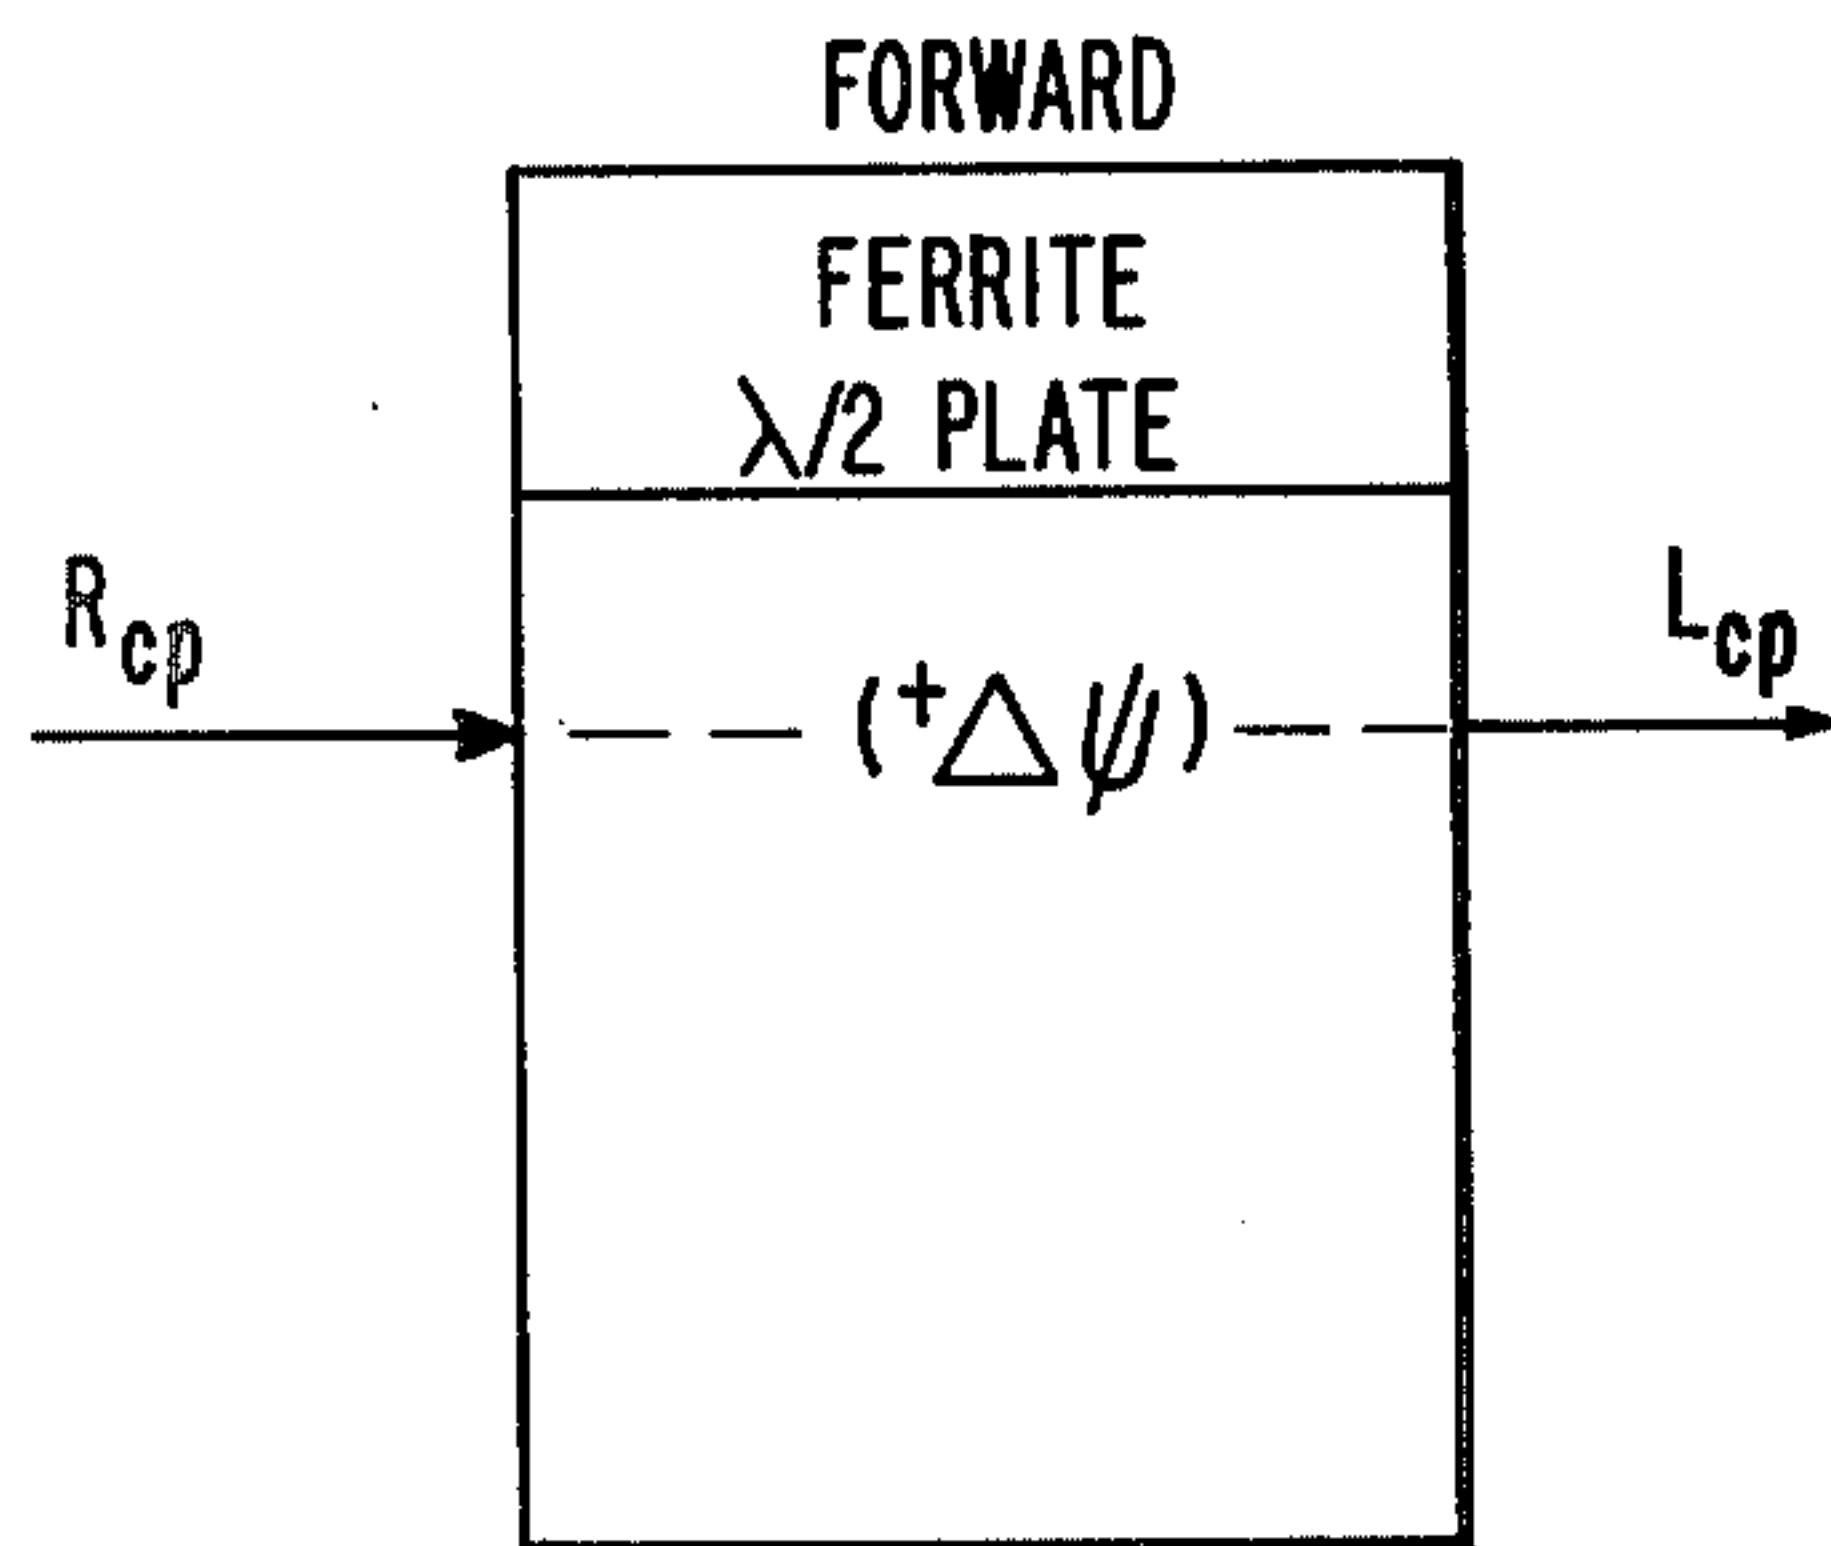 FORWARD
FERRITE
λ/2 PLATE
Rcp
(+Δψ)
Lcp